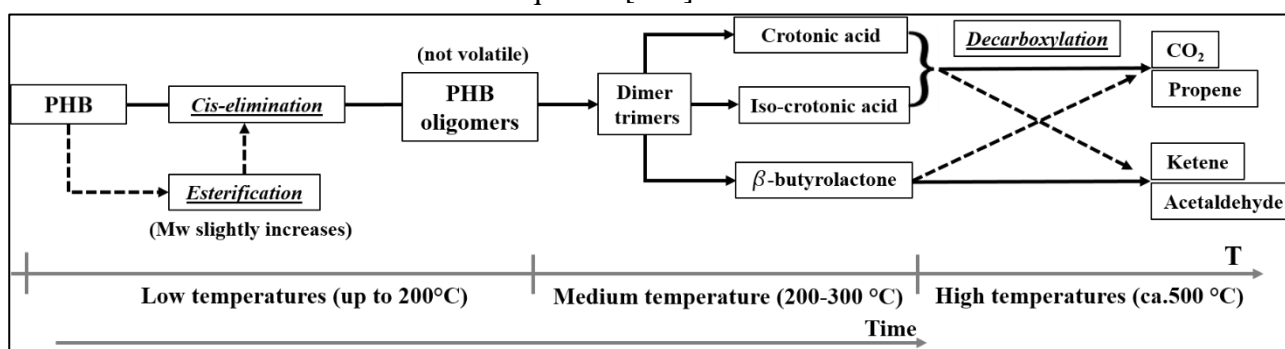 PHB
Cis-elimination
Esterification
(Mw slightly increases)
(not volatile)
PHB
oligomers
Dimer
trimers
Crotonic acid
Iso-crotonic acid
β-butyrolactone
}
Decarboxylation
CO₂
Propene
Ketene
Acetaldehyde
T
Low temperatures (up to 200°C)
Medium temperature (200-300 °C)
High temperatures (ca.500 °C)
Time